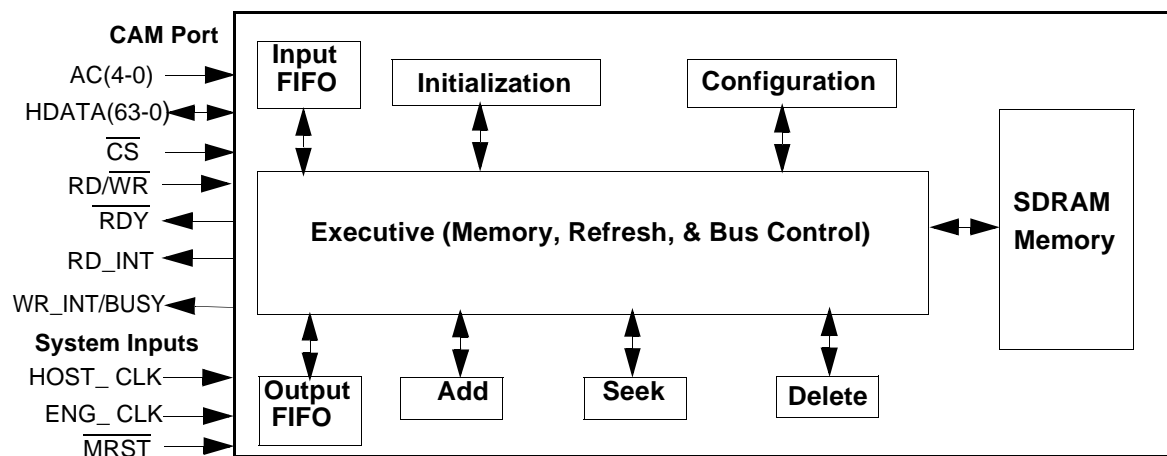 CAM Port
AC(4-0)
HDATA(63-0)
CS
RD/WR
RDY
RD_INT
WR_INT/BUSY
System Inputs
HOST_ CLK
ENG_ CLK
MRST
Input
FIFO
Initialization
Configuration
Executive (Memory, Refresh, & Bus Control)
SDRAM
Memory
Output
FIFO
Add
Seek
Delete